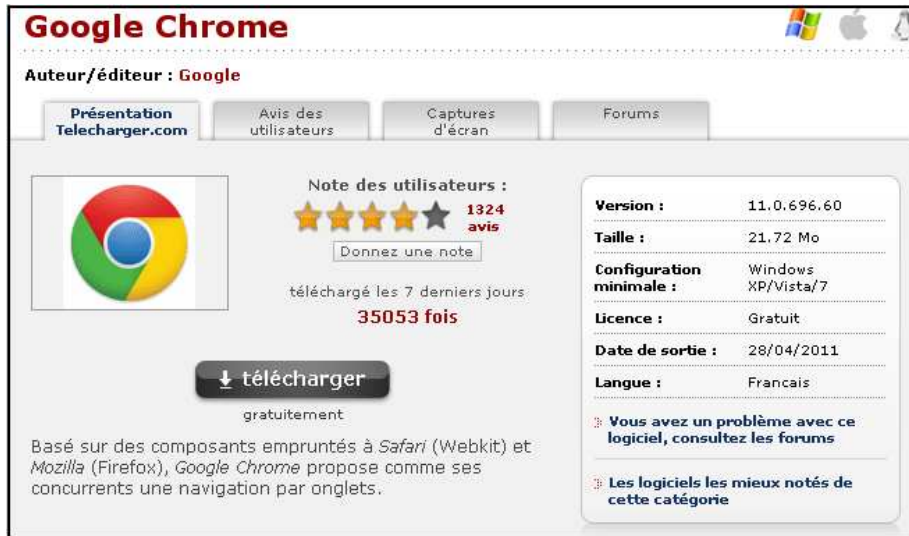 Google Chrome
Auteur/éditeur : Google
Présentation
Telecharger.com
Avis des
utilisateurs
Captures
d'écran
Forums
Note des utilisateurs :
1324
avis
Donnez une note
téléchargé les 7 derniers jours
35053 fois
télécharger
gratuitement
Basé sur des composants empruntés à Safari (Webkit) et
Mozilla (Firefox), Google Chrome propose comme ses
concurrents une navigation par onglets.
Version : 11.0.696.60
Taille : 21.72 Mo
Configuration
minimale :
Windows
XP/Vista/7
Licence : Gratuit
Date de sortie : 28/04/2011
Langue : Francais
Vous avez un problème avec ce
logiciel, consultez les forums
Les logiciels les mieux notés de
cette catégorie